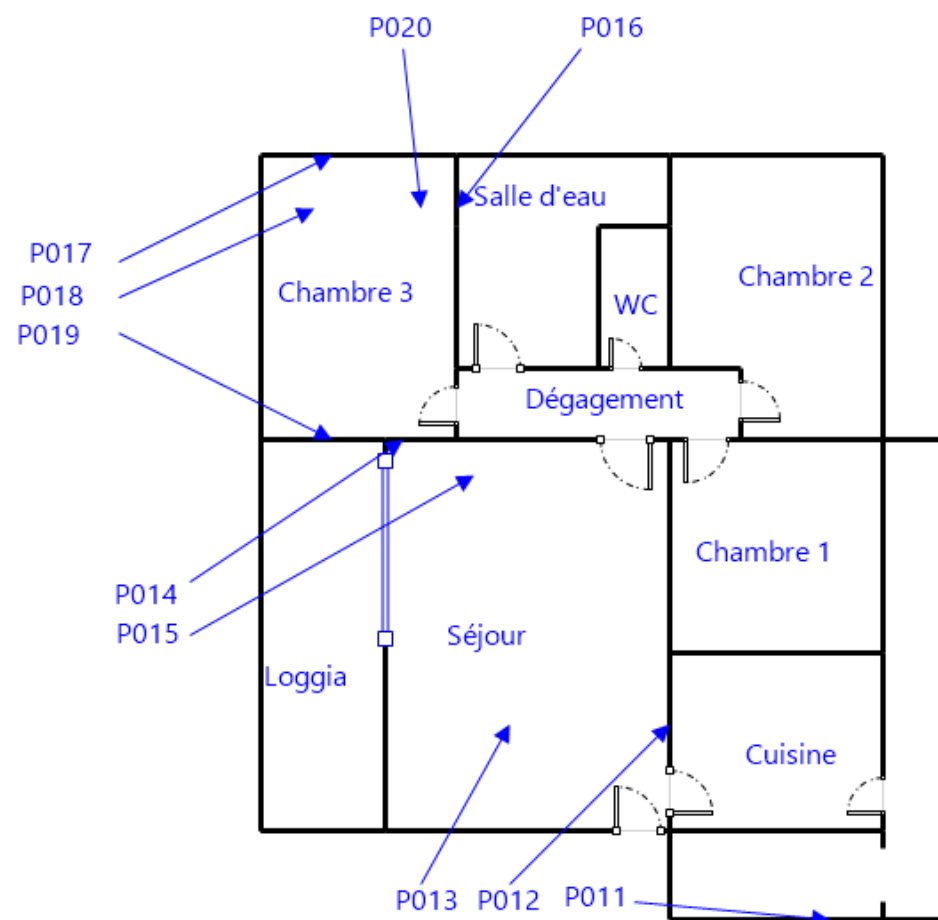 P020
P016
Salle d'eau
P017
Chambre 2
P018
Chambre 3
WC
P019
Dégagement
Chambre 1
P014
P015
Séjour
Loggia
Cuisine
P013
P012
P011